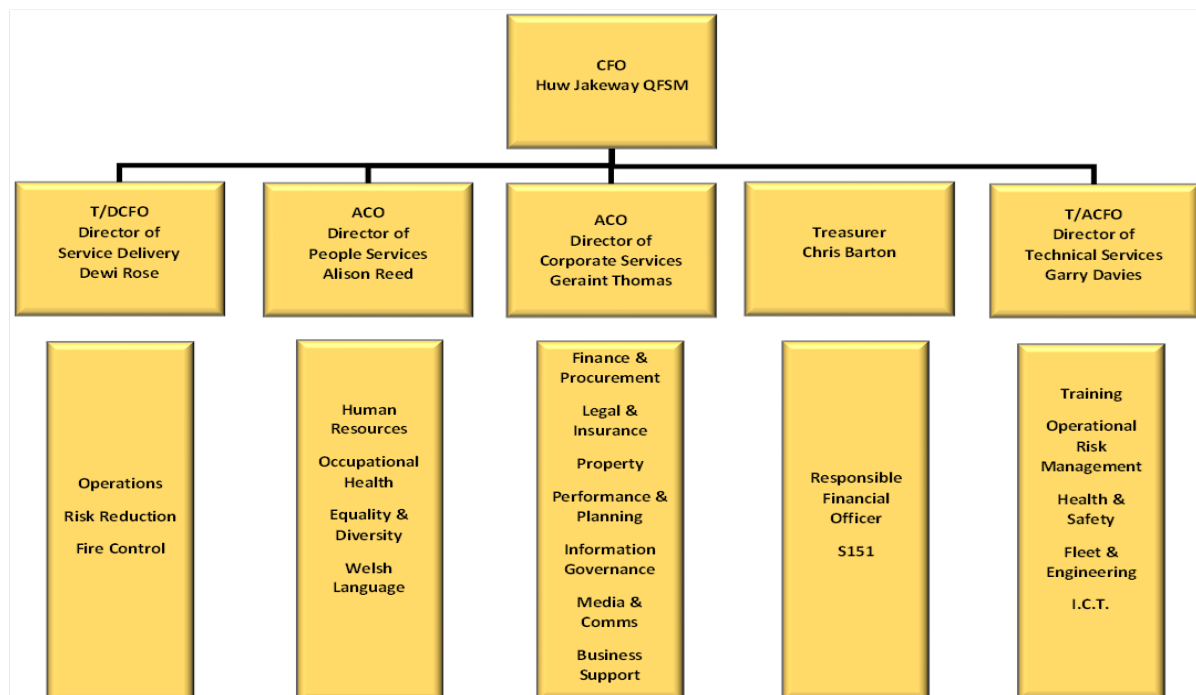 CFO
Huw Jakeway QFSM
T/DCFO
Director of
Service Delivery
Dewi Rose
ACO
Director of
People Services
Alison Reed
ACO
Director of
Corporate Services
Geraint Thomas
Treasurer
Chris Barton
T/ACFO
Director of
Technical Services
Garry Davies
Operations
Risk Reduction
Fire Control
Human
Resources
Occupational
Health
Equality &
Diversity
Welsh
Language
Finance &
Procurement
Legal &
Insurance
Property
Performance &
Planning
Information
Governance
Media &
Comms
Business
Support
Responsible
Financial
Officer
S151
Training
Operational
Risk
Management
Health &
Safety
Fleet &
Engineering
I.C.T.